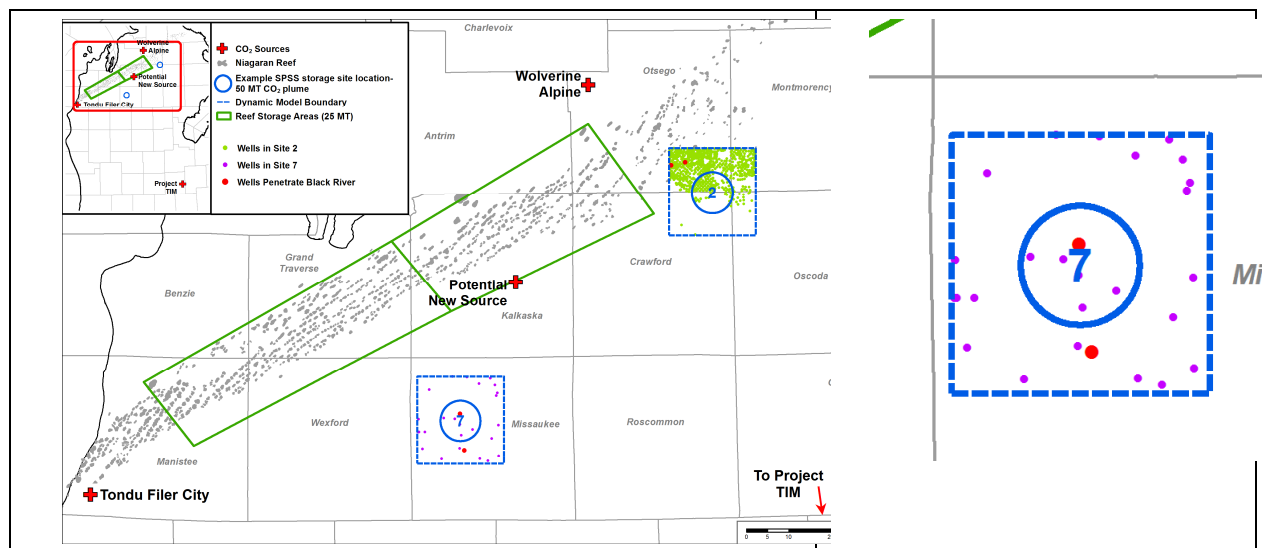 Wolverine
Alpine
Potential
New Source
Tondu Filer City
Project
TIM
CO2 Sources
Niagaran Reef
Example SPSS storage site location-
50 MT CO2 plume
Dynamic Model Boundary
Reef Storage Areas (25 MT)
Wells in Site 2
Wells in Site 7
Wells Penetrate Black River
Charlevoix
Wolverine
Alpine
Otsego
Montmorency
Antrim
2
Grand
Traverse
Benzie
Crawford
Oscoda
Potential
New Source
Kalkaska
7
Wexford
Missaukee
Roscommon
Manistee
Tondu Filer City
To Project
TIM
0 5 10
7
Mi